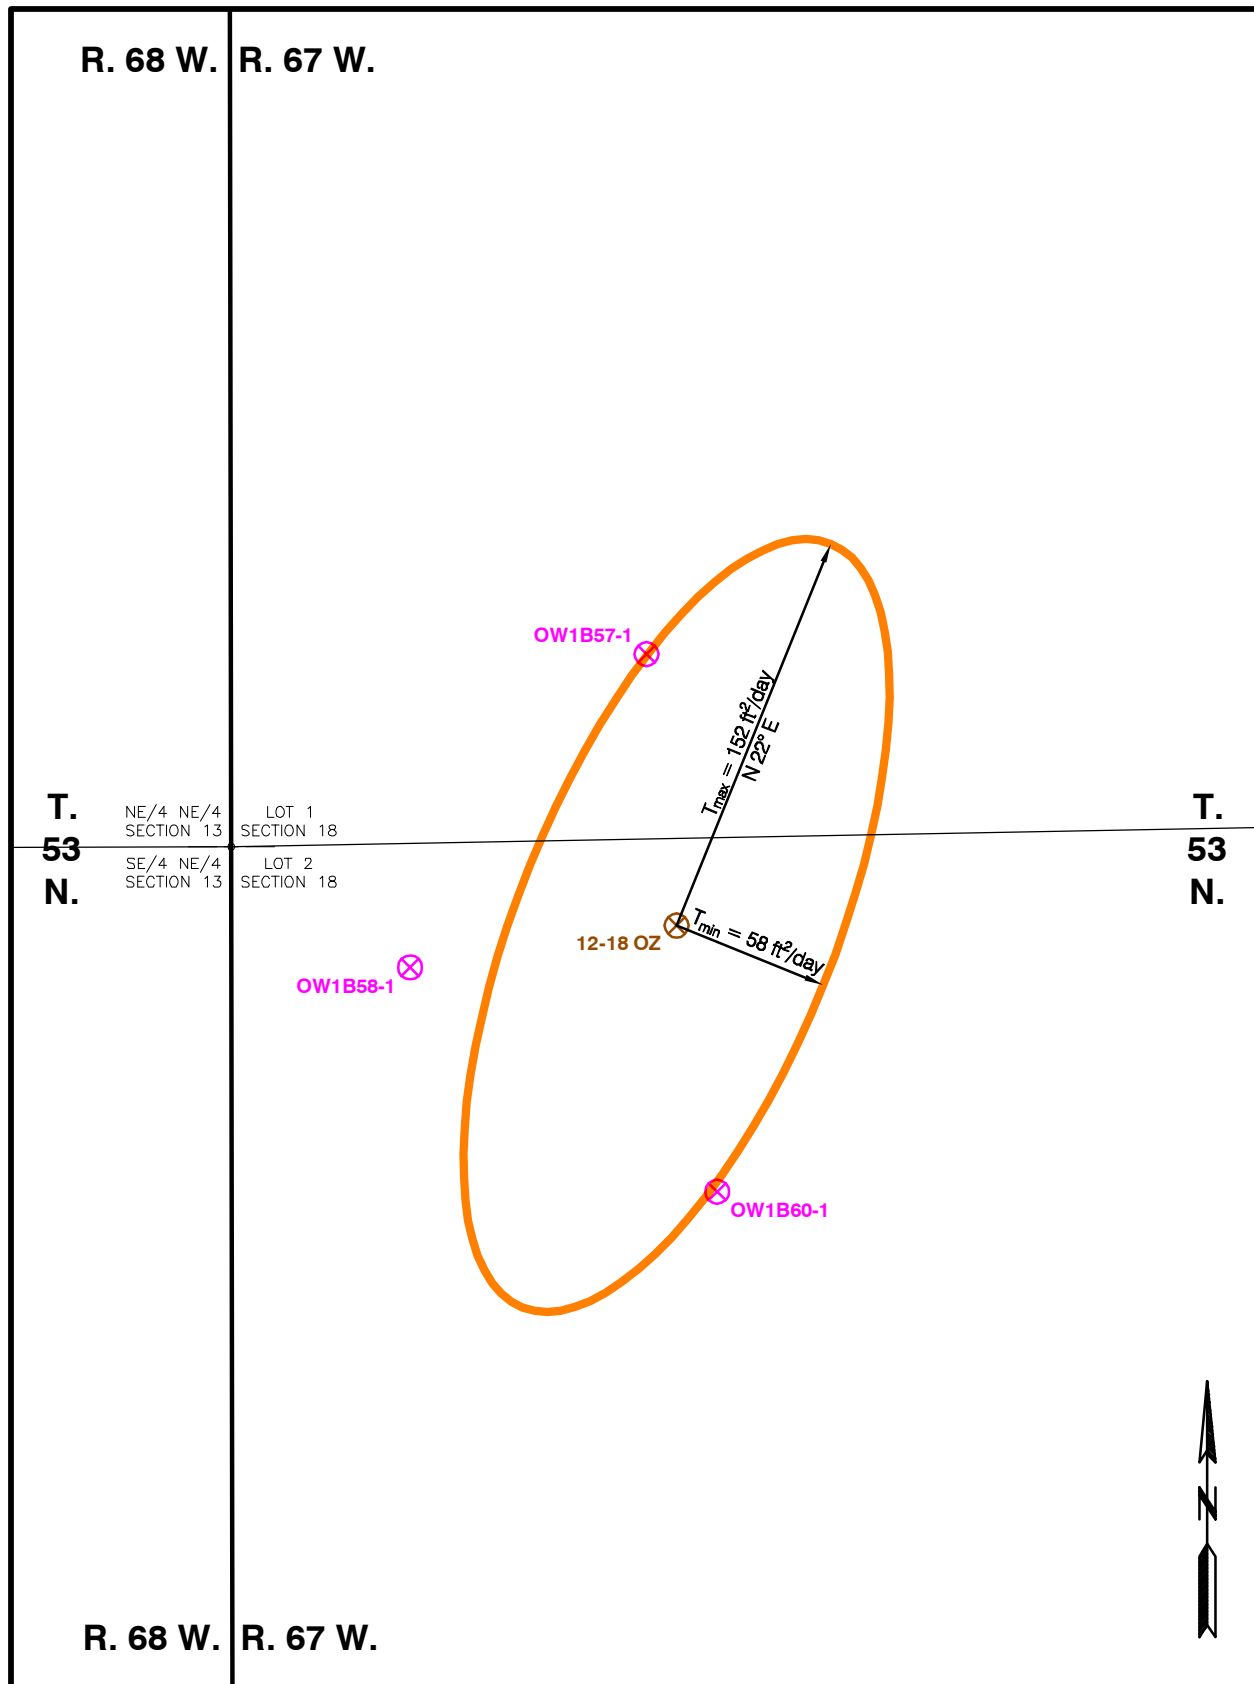 R. 68 W. R. 67 W.
OW1B57-1
Tmax = 152 ft²/day
N 22° E
T.
53
N.
NE/4 NE/4 LOT 1
SECTION 13 SECTION 18
SE/4 NE/4 LOT 2
SECTION 13 SECTION 18
T.
53
N.
Tmin = 58 ft²/day
12-18 OZ
OW1B58-1
OW1B60-1
N
R. 68 W. R. 67 W.